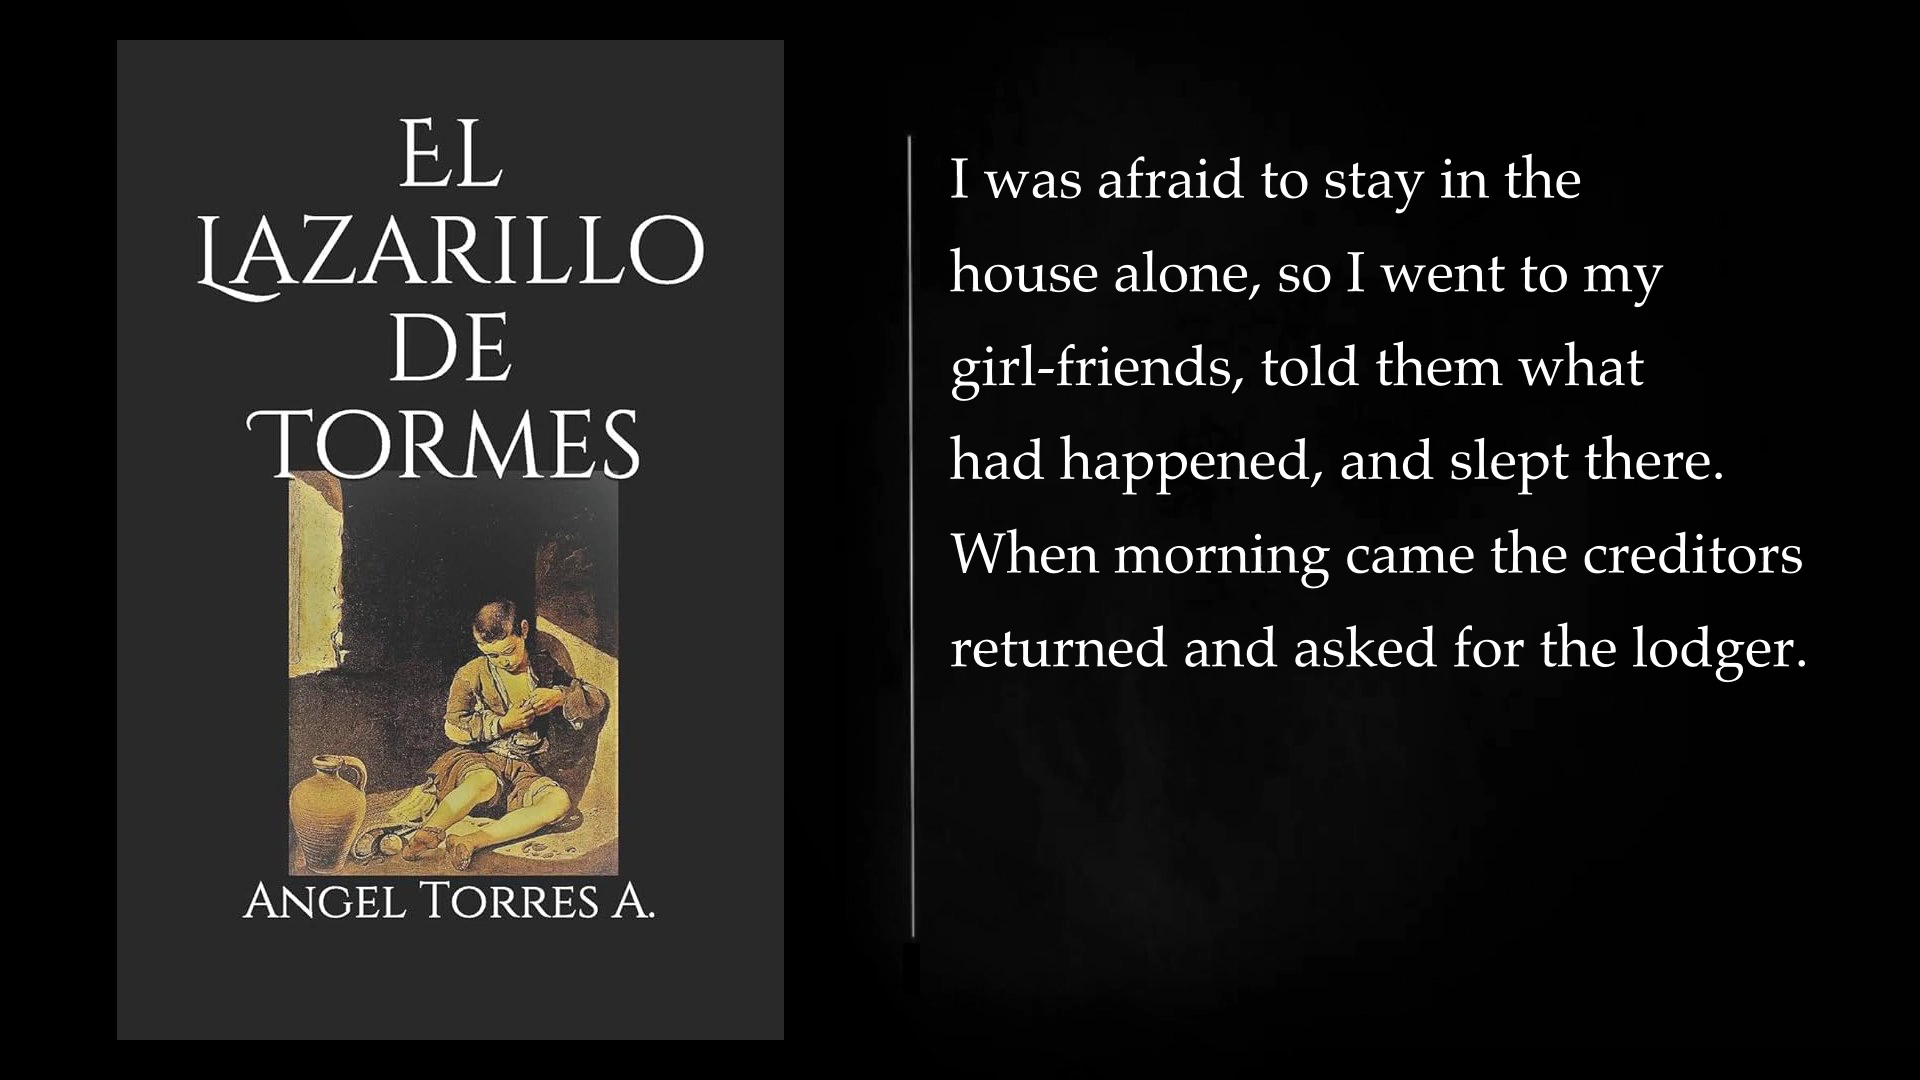 EL
LAZARILLO
DE
TORMES
ANGEL TORRES A.
I was afraid to stay in the
house alone, so I went to my
girl-friends, told them what
had happened, and slept there.
When morning came the creditors
returned and asked for the lodger.